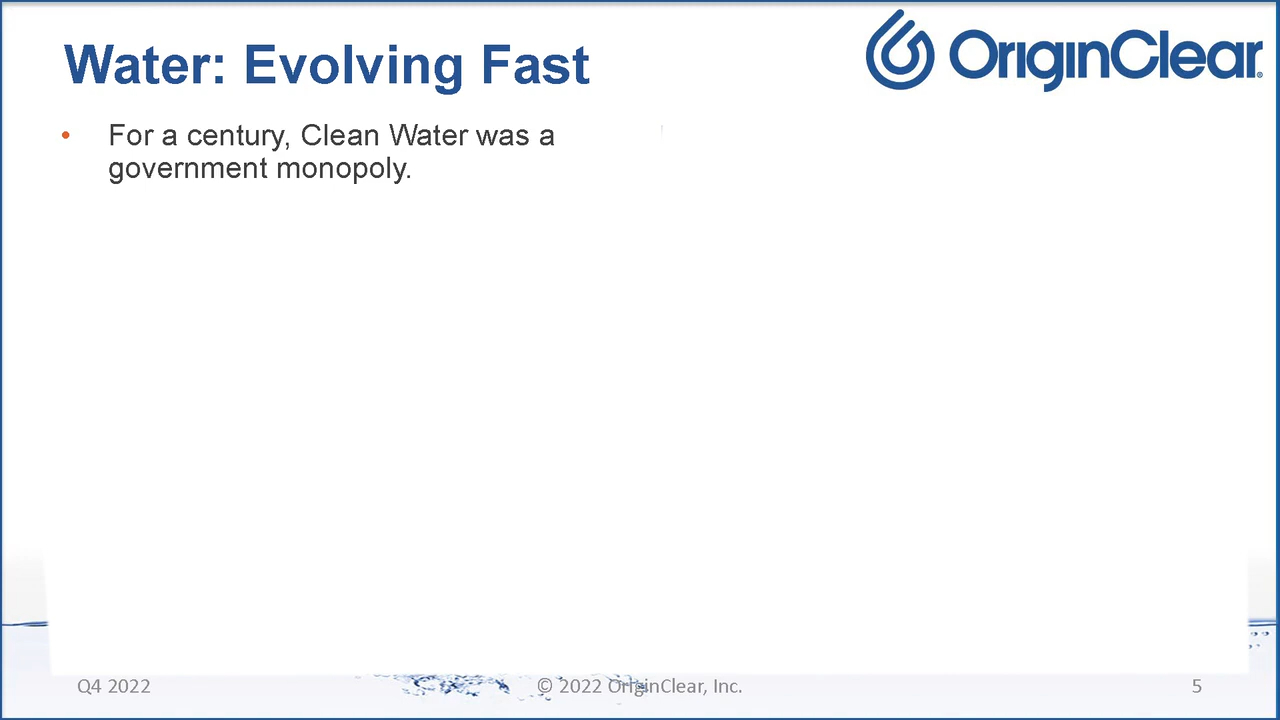 Water: Evolving Fast
OriginClear®
• For a century, Clean Water was a
government monopoly.
Q4 2022
© 2022 OriginClear, Inc.
5